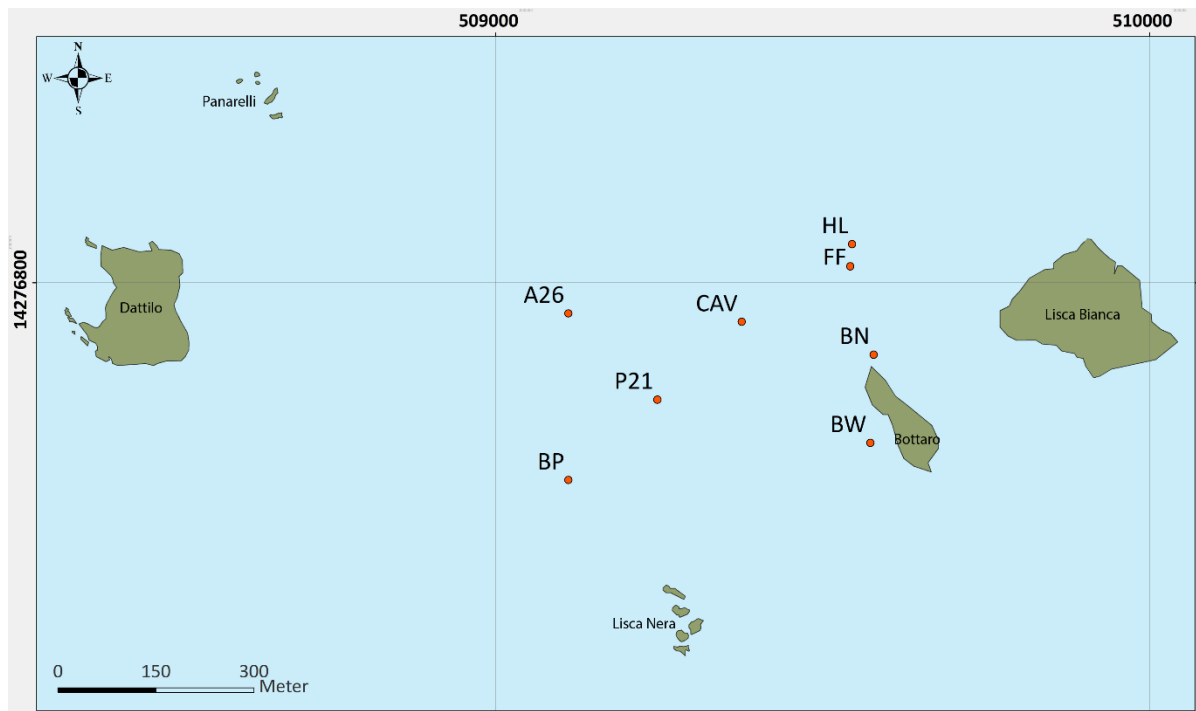 509000
510000
N
W
E
S
Panarelli
HL
FF
14276800
A26
CAV
Dattilo
Lisca Bianca
BN
P21
BW
Bottaro
BP
Lisca Nera
0 150 300
Meter